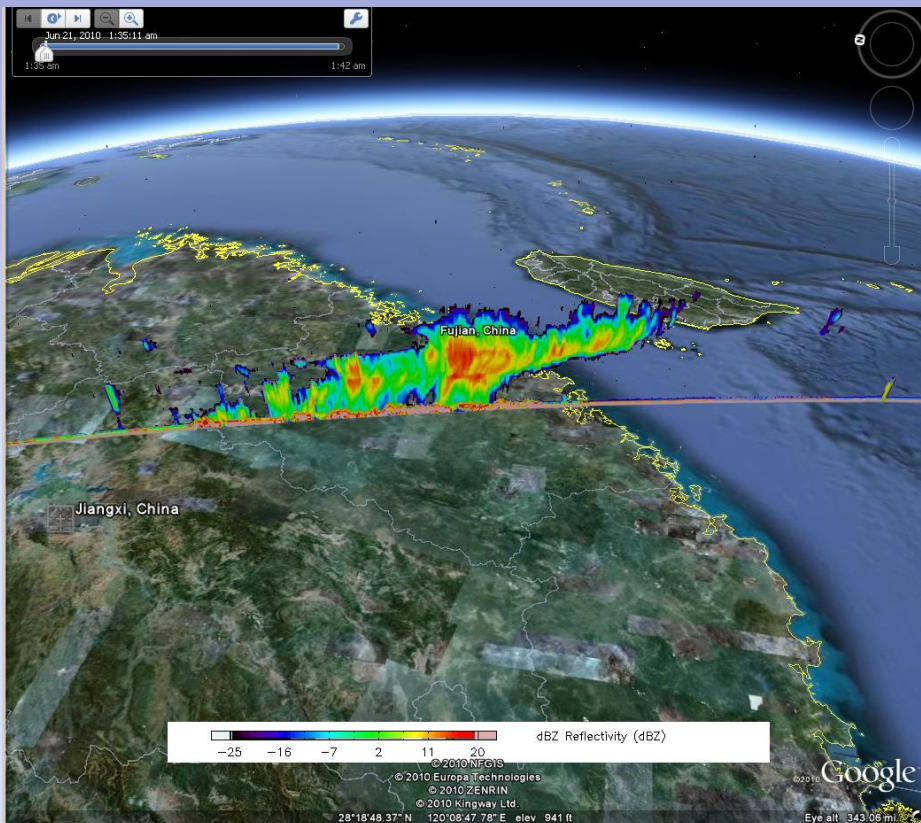 Jun 21, 2010 1:35:11 am
1:35 am
1:42 am
N
Fujian, China
Jiangxi, China
-25 -16 -7 2 11 20
dBZ Reflectivity (dBZ)
© 2010 NFGIS
© 2010 Europa Technologies
© 2010 ZENRIN
© 2010 Kingway Ltd.
©2010 Google
28°18'48.37" N 120°08'47.78" E elev 941 ft
Eye alt 343.06 mi